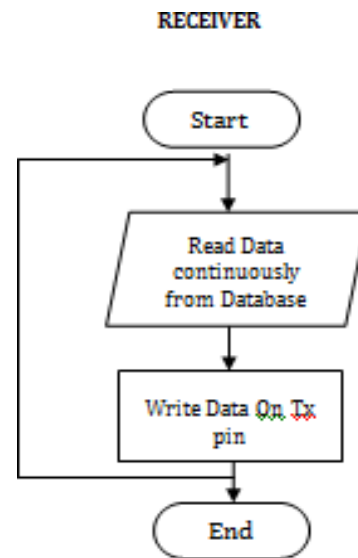 RECEIVER
Start
Read Data
continuously
from Database
Write Data On Tx
pin
End